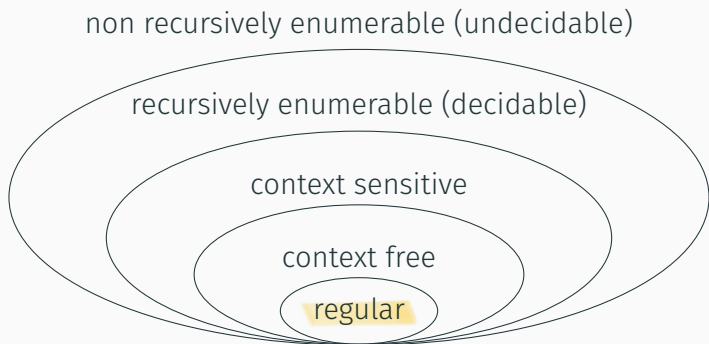 non recursively enumerable (undecidable)
recursively enumerable (decidable)
context sensitive
context free
regular